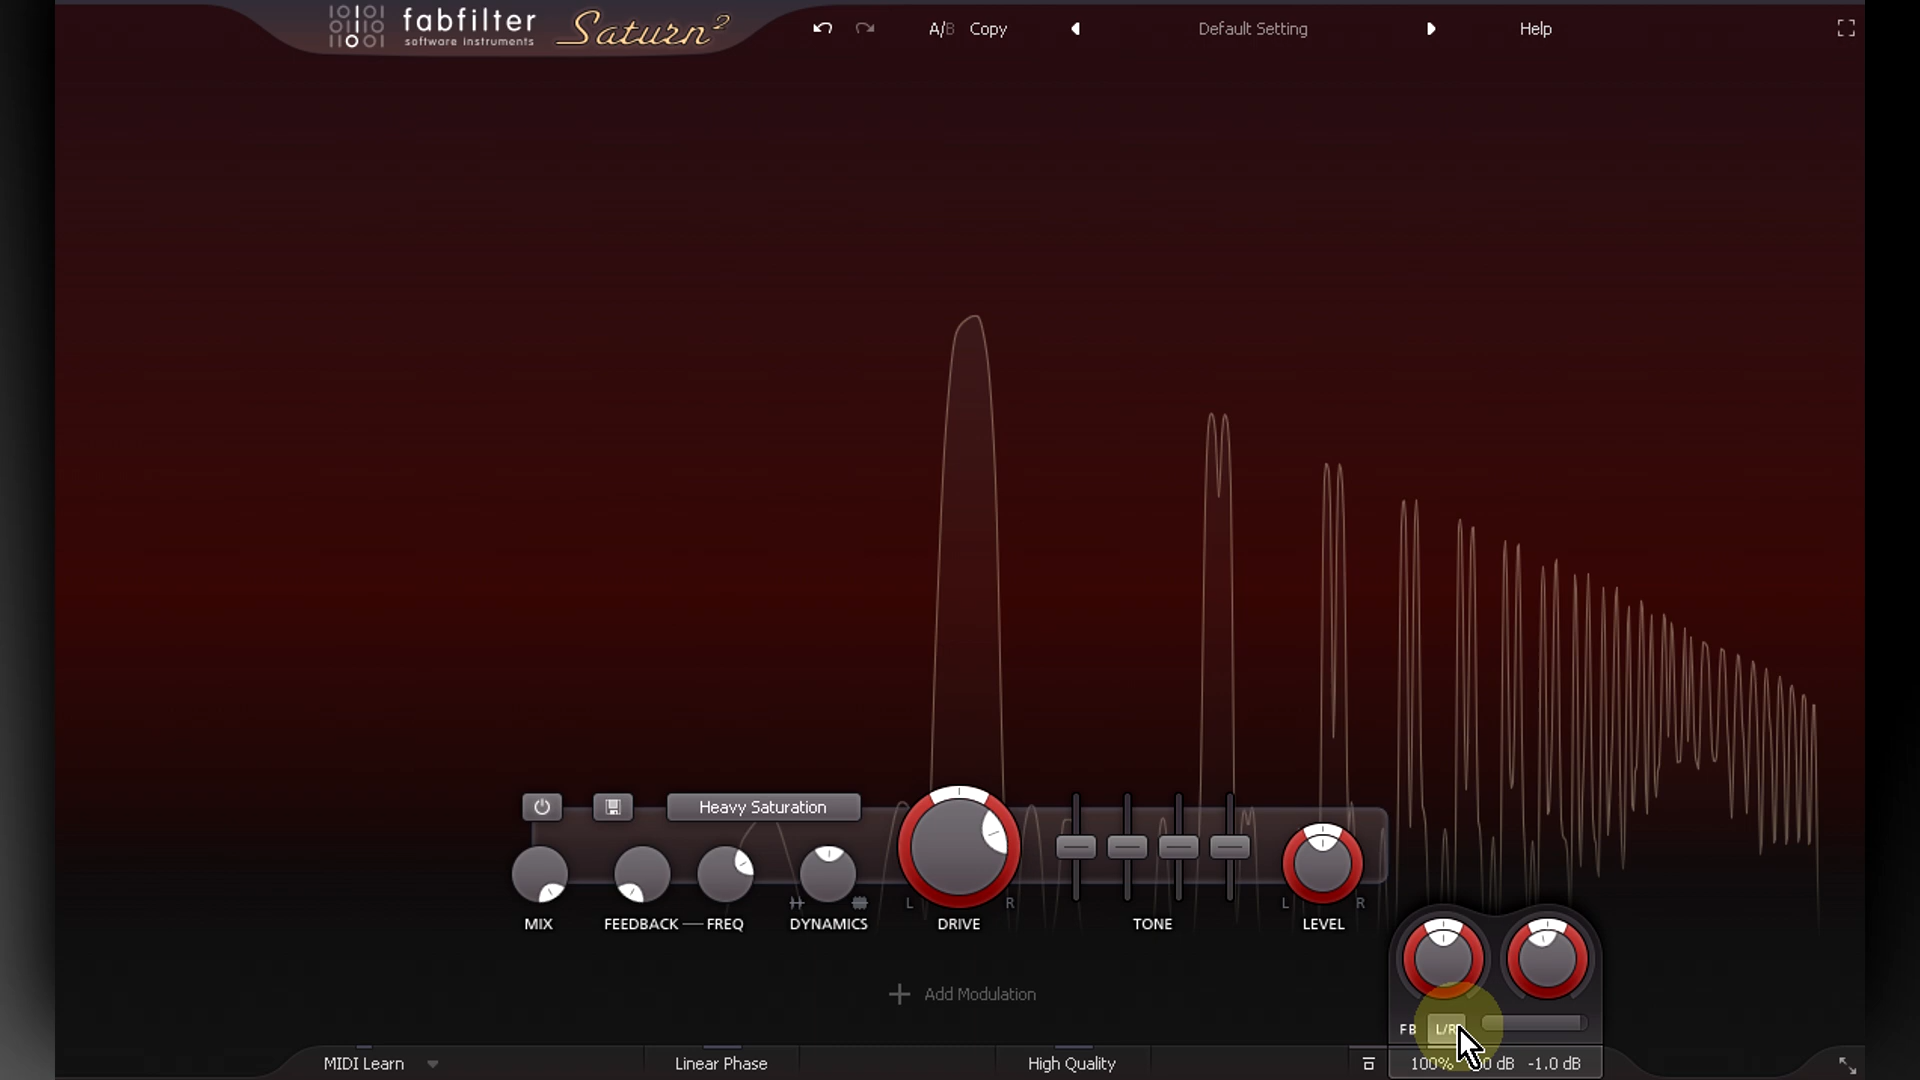 fabfilter
software instruments
Saturn 2
A/B Copy
Default Setting
Help
Heavy Saturation
L R
L R
MIX
FEEDBACK
FREQ
DYNAMICS
DRIVE
TONE
LEVEL
Add Modulation
FB
MIDI Learn
Linear Phase
High Quality
100%
dB
-1.0 dB